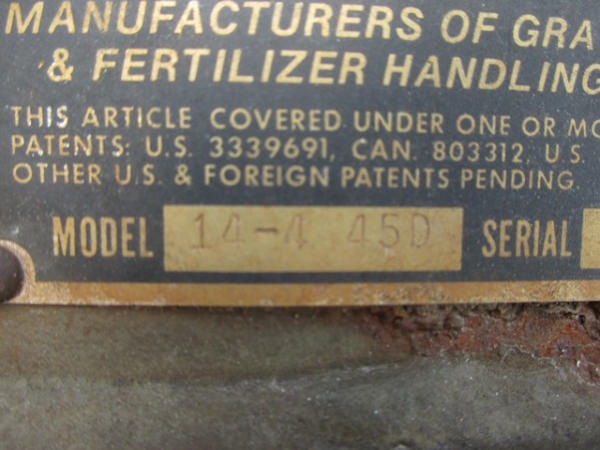 MANUFACTURERS OF GRA
& FERTILIZER HANDLING
THIS ARTICLE COVERED UNDER ONE OR MO
PATENTS: U.S. 3339691, CAN. 803312, U.S.
OTHER U.S. & FOREIGN PATENTS PENDING.
MODEL 14-4 45D SERIAL